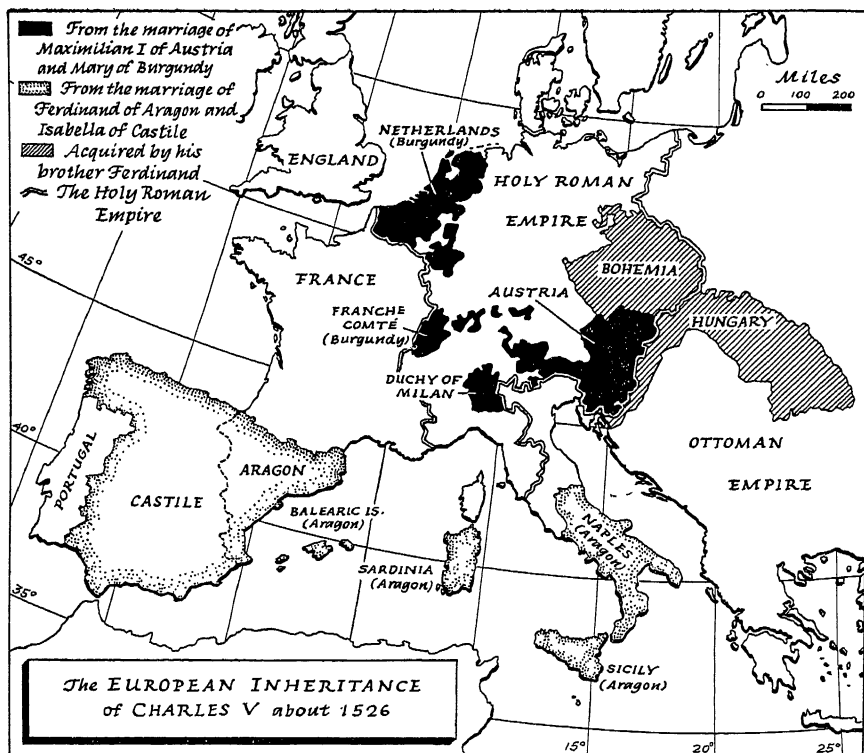 From the marriage of
Maximilian I of Austria
and Mary of Burgundy
From the marriage of
Ferdinand of Aragon and
Isabella of Castile
Acquired by his
brother Ferdinand
The Holy Roman
Empire
Miles
0 100 200
NETHERLANDS
(Burgundy)
ENGLAND
HOLY ROMAN
EMPIRE
BOHEMIA
45°
FRANCE
AUSTRIA
FRANCHE
COMTÉ
(Burgundy)
HUNGARY
DUCHY OF
MILAN
40°
PORTUGAL
CASTILE
ARAGON
OTTOMAN
EMPIRE
BALEARIC IS.
(Aragon)
NAPLES
(Aragon)
SARDINIA
(Aragon)
35°
SICILY
(Aragon)
The EUROPEAN INHERITANCE
of CHARLES V about 1526
15°
20°
25°